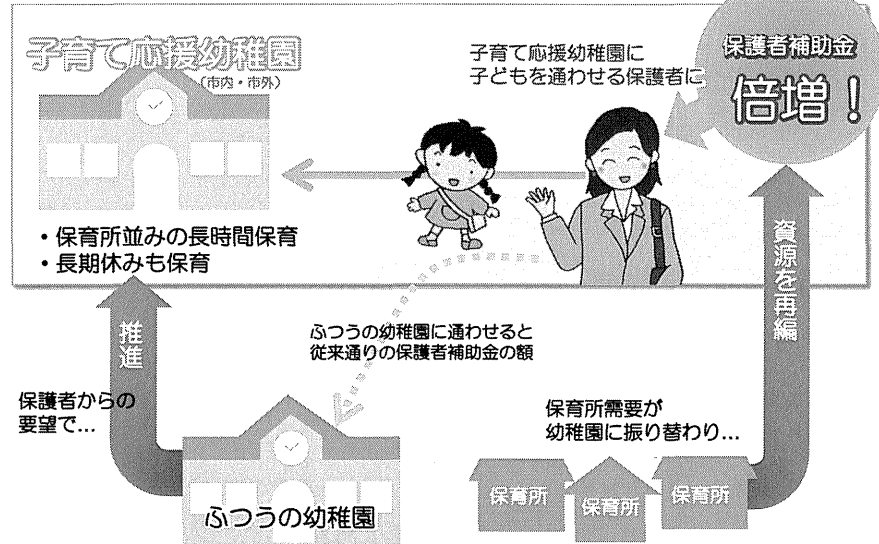 子育て応援幼稚園
(市内・市外)
子育て応援幼稚園に
子どもを通わせる保護者に
保護者補助金
倍増!
・保育所並みの長時間保育
・長期休みも保育
推進
資源を再編
ふつうの幼稚園に通わせると
従来通りの保護者補助金の額
保護者からの
要望で…
保育所需要が
幼稚園に振り替わり…
ふつうの幼稚園
保育所
保育所
保育所